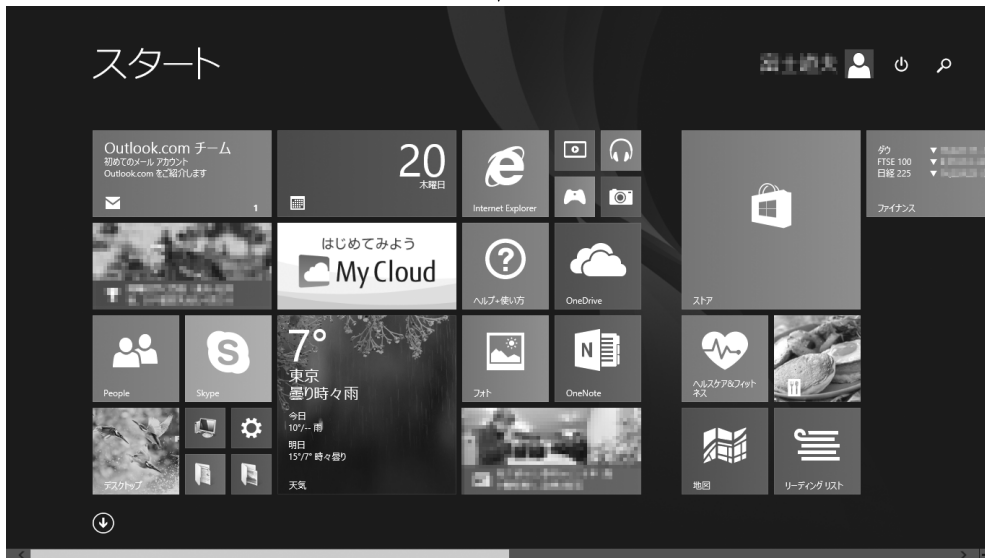 スタート
Outlook.com チーム
初めてのメール アカウント
Outlook.com をご紹介します
1
20
木曜日
Internet Explorer
はじめてみよう
My Cloud
ヘルプ+使い方
OneDrive
ストア
ダウ
FTSE 100
日経 225
ファイナンス
People
Skype
7°
東京
曇り時々雨
今日
10°/-- 雨
明日
15°/7° 時々曇り
天気
フォト
OneNote
ヘルスケア&フィット
ネス
デスクトップ
地図
リーディング リスト